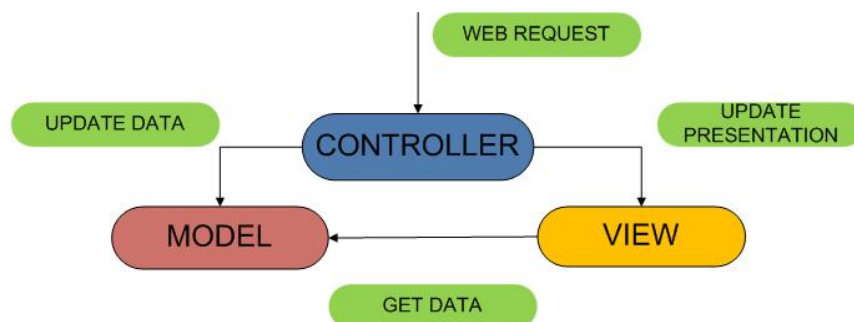 WEB REQUEST
UPDATE DATA
CONTROLLER
UPDATE
PRESENTATION
MODEL
VIEW
GET DATA